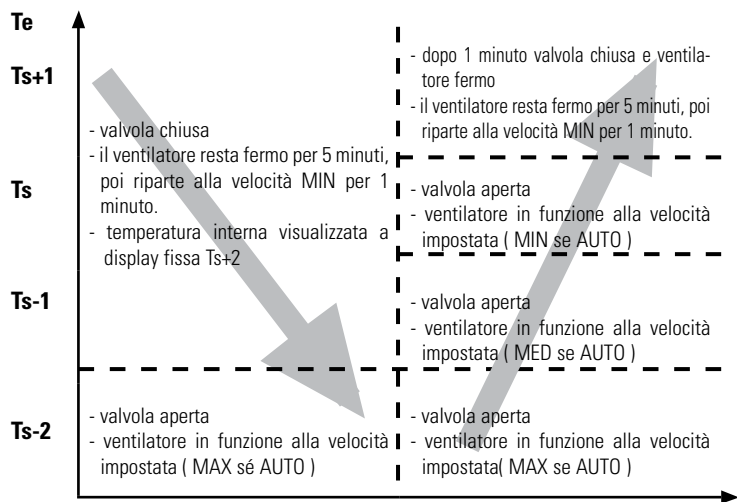 Te
Ts+1
Ts
Ts-1
Ts-2
- valvola chiusa
- il ventilatore resta fermo per 5 minuti,
poi riparte alla velocità MIN per 1
minuto.
- temperatura interna visualizzata a
display fissa Ts+2
- valvola aperta
- ventilatore in funzione alla velocità
impostata ( MAX sé AUTO )
- dopo 1 minuto valvola chiusa e ventila-
tore fermo
- il ventilatore resta fermo per 5 minuti, poi
riparte alla velocità MIN per 1 minuto.
- valvola aperta
- ventilatore in funzione alla velocità
impostata ( MIN se AUTO )
- valvola aperta
- ventilatore in funzione alla velocità
impostata ( MED se AUTO )
- valvola aperta
- ventilatore in funzione alla velocità
impostata( MAX se AUTO )